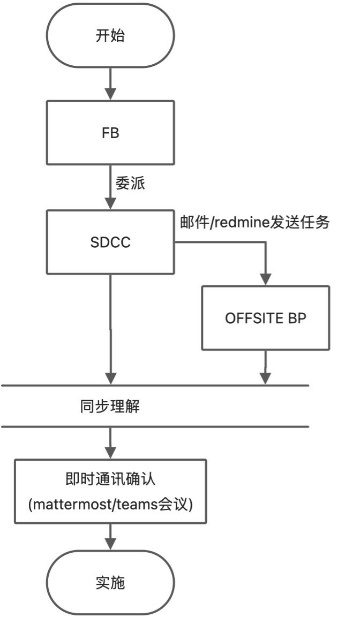 开始
FB
委派
邮件/redmine发送任务
SDCC
OFFSITE BP
同步理解
即时通讯确认
(mattermost/teams会议)
实施